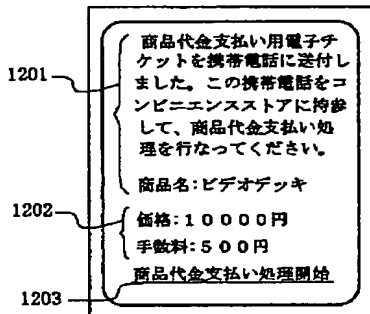 商品代金支払い用電子チ
ケットを携帯電話に送付し
ました。この携帯電話をコ
ンビニエンスストアに持参
して、商品代金支払い処
理を行なってください。
1201
商品名：ビデオデッキ
1202
価格：１００００円
手数料：５００円
商品代金支払い処理開始
1203